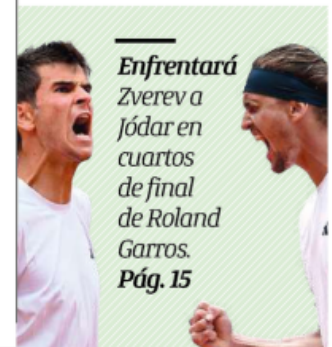 Enfrentará
Zverev a
Jódar en
cuartos
de final
de Roland
Garros.
Pág. 15